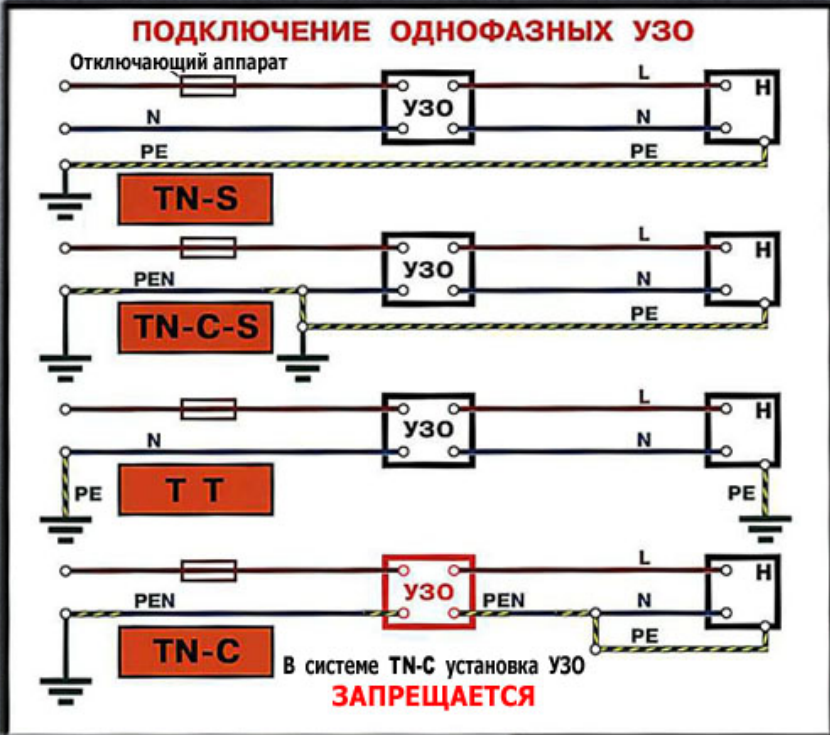 ПОДКЛЮЧЕНИЕ ОДНОФАЗНЫХ УЗО
Отключающий аппарат
L
Н
УЗО
N
N
PE
PE
TN-S
L
Н
УЗО
PEN
N
TN-C-S
PE
L
Н
УЗО
N
N
PE
T T
PE
L
Н
УЗО
PEN
PEN
N
PE
TN-C
В системе TN-C установка УЗО
ЗАПРЕЩАЕТСЯ